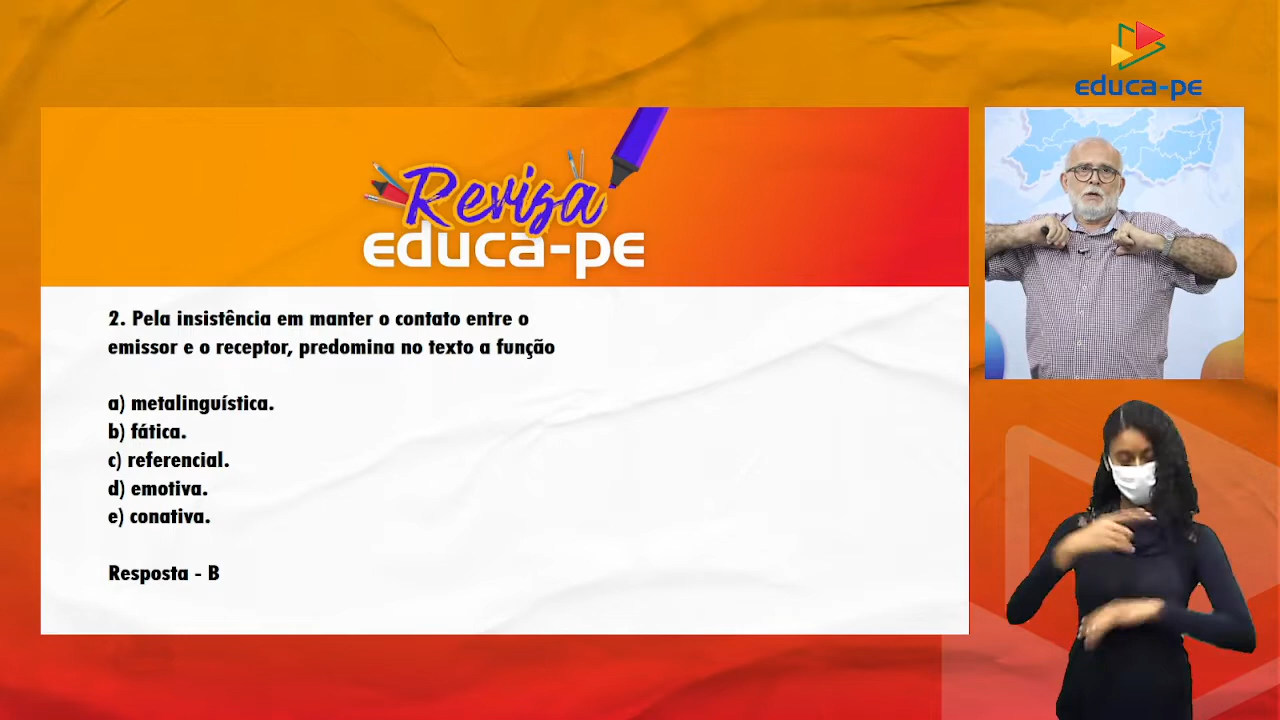 educa-pe
Revisa
educa-pe
2. Pela insistência em manter o contato entre o
emissor e o receptor, predomina no texto a função
a) metalinguística.
b) fática.
c) referencial.
d) emotiva.
e) conativa.
Resposta - B